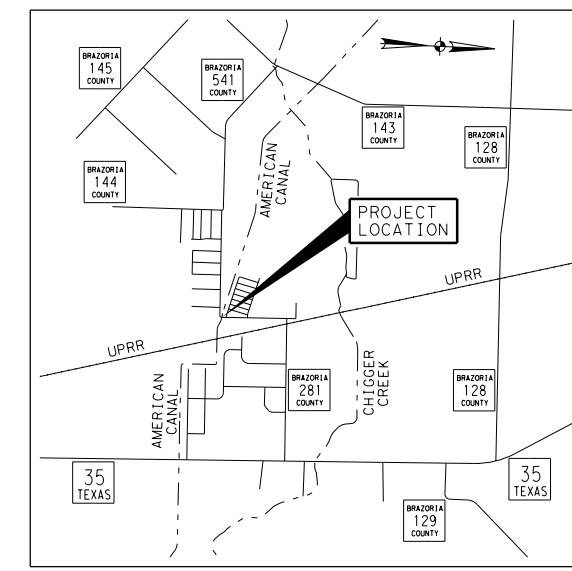 BRAZORIA
145
COUNTY
BRAZORIA
541
COUNTY
BRAZORIA
143
COUNTY
BRAZORIA
128
COUNTY
BRAZORIA
144
COUNTY
AMERICAN
CANAL
PROJECT
LOCATION
UPRR
UPRR
BRAZORIA
281
COUNTY
CHIGGER
CREEK
BRAZORIA
128
COUNTY
AMERICAN
CANAL
35
TEXAS
35
TEXAS
BRAZORIA
129
COUNTY